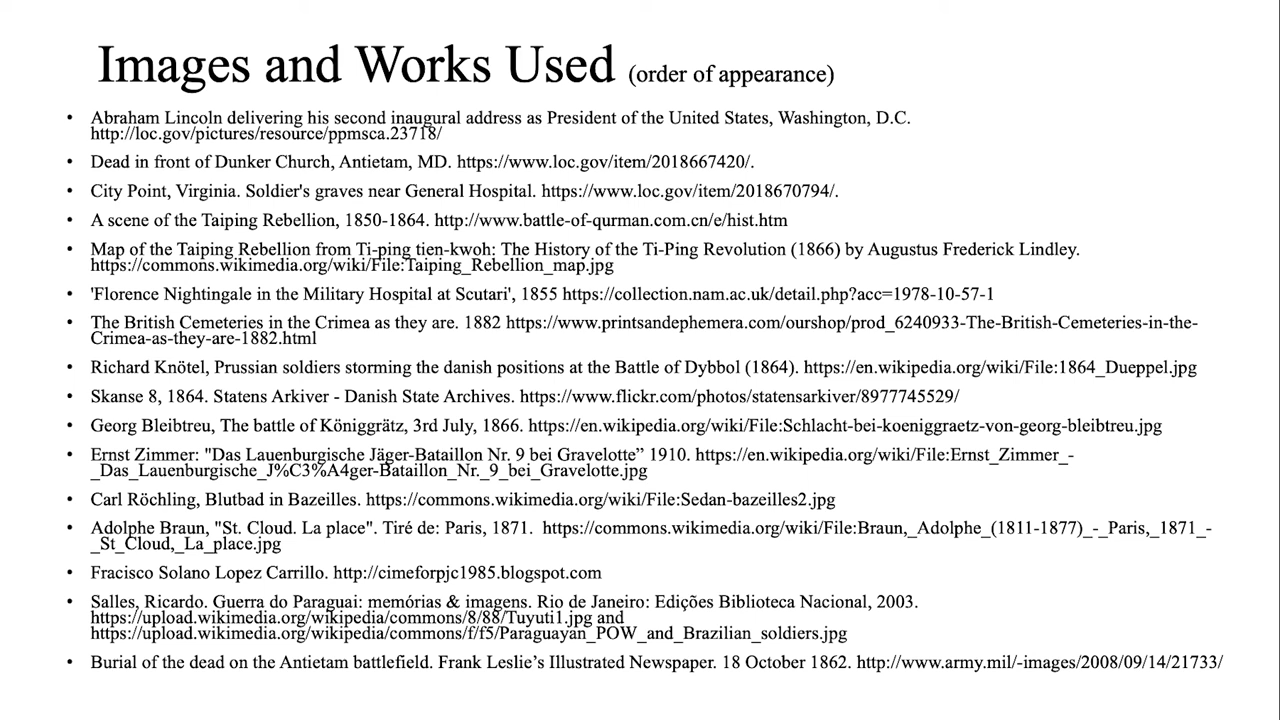 Images and Works Used (order of appearance)
• Abraham Lincoln delivering his second inaugural address as President of the United States, Washington, D.C.
http://loc.gov/pictures/resource/ppmsca.23718/
• Dead in front of Dunker Church, Antietam, MD. https://www.loc.gov/item/2018667420/.
• City Point, Virginia. Soldier's graves near General Hospital. https://www.loc.gov/item/2018670794/.
• A scene of the Taiping Rebellion, 1850-1864. http://www.battle-of-qurman.com.cn/e/hist.htm
• Map of the Taiping Rebellion from Ti-ping tien-kwoh: The History of the Ti-Ping Revolution (1866) by Augustus Frederick Lindley.
https://commons.wikimedia.org/wiki/File:Taiping_Rebellion_map.jpg
• 'Florence Nightingale in the Military Hospital at Scutari', 1855 https://collection.nam.ac.uk/detail.php?acc=1978-10-57-1
• The British Cemeteries in the Crimea as they are. 1882 https://www.printsandephemera.com/ourshop/prod_6240933-The-British-Cemeteries-in-the-
Crimea-as-they-are-1882.html
• Richard Knötel, Prussian soldiers storming the danish positions at the Battle of Dybbol (1864). https://en.wikipedia.org/wiki/File:1864_Dueppel.jpg
• Skanse 8, 1864. Statens Arkiver - Danish State Archives. https://www.flickr.com/photos/statensarkiver/8977745529/
• Georg Bleibtreu, The battle of Königgrätz, 3rd July, 1866. https://en.wikipedia.org/wiki/File:Schlacht-bei-koeniggraetz-von-georg-bleibtreu.jpg
• Ernst Zimmer: "Das Lauenburgische Jäger-Bataillon Nr. 9 bei Gravelotte” 1910. https://en.wikipedia.org/wiki/File:Ernst_Zimmer_-
_Das_Lauenburgische_J%C3%A4ger-Bataillon_Nr._9_bei_Gravelotte.jpg
• Carl Röchling, Blutbad in Bazeilles. https://commons.wikimedia.org/wiki/File:Sedan-bazeilles2.jpg
• Adolphe Braun, "St. Cloud. La place". Tiré de: Paris, 1871. https://commons.wikimedia.org/wiki/File:Braun,_Adolphe_(1811-1877)_-_Paris,_1871_-
_St_Cloud,_La_place.jpg
• Fracisco Solano Lopez Carrillo. http://cimeforpjc1985.blogspot.com
• Salles, Ricardo. Guerra do Paraguai: memórias & imagens. Rio de Janeiro: Edições Biblioteca Nacional, 2003.
https://upload.wikimedia.org/wikipedia/commons/8/88/Tuyuti1.jpg and
https://upload.wikimedia.org/wikipedia/commons/f/f5/Paraguayan_POW_and_Brazilian_soldiers.jpg
• Burial of the dead on the Antietam battlefield. Frank Leslie’s Illustrated Newspaper. 18 October 1862. http://www.army.mil/-images/2008/09/14/21733/